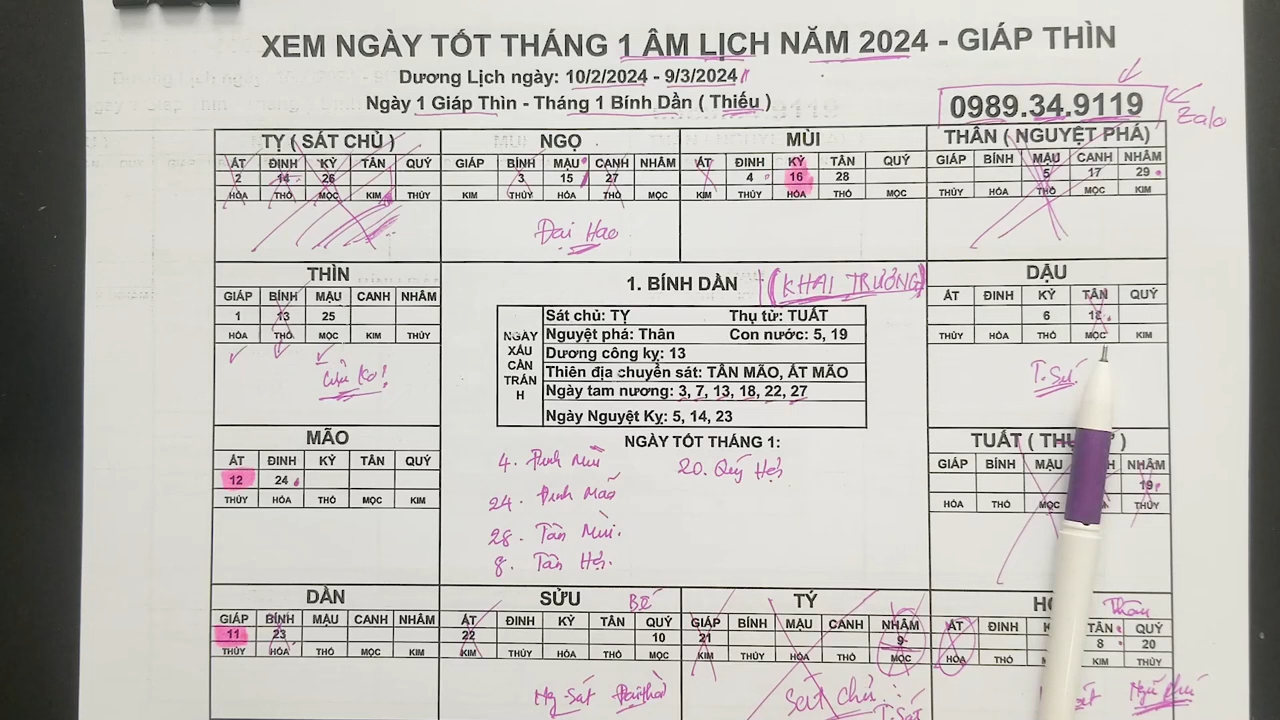 XEM NGÀY TỐT THÁNG 1 ÂM LỊCH NĂM 2024 - GIÁP THÌN
Dương Lịch ngày: 10/2/2024 - 9/3/2024
Ngày 1 Giáp Thìn - Tháng 1 Bính Dần ( Thiếu )
0989.34.9119
Zalo
TỴ ( SÁT CHỦ )
ẤT ĐINH KỶ TÂN QUÝ
2 14 26
HỎA THỔ MỘC KIM THỦY
NGỌ
GIÁP BÍNH MẬU CANH NHÂM
3 15 27
KIM THỦY HỎA THỔ MỘC
Đại Hao
MÙI
ẤT ĐINH KỶ TÂN QUÝ
4 16 28
KIM THỦY HỎA THỔ MỘC
THÂN ( NGUYỆT PHÁ)
GIÁP BÍNH MẬU CANH NHÂM
5 17 29
THỦY HỎA THỔ MỘC KIM
THÌN
GIÁP BÍNH MẬU CANH NHÂM
1 13 25
HỎA THỔ MỘC KIM THỦY
1. BÍNH DẦN
(KHAI TRƯƠNG)
NGÀY XẤU CẦN TRÁNH
Sát chủ: TỴ Thụ tử: TUẤT
Nguyệt phá: Thân Con nước: 5, 19
Dương công kỵ: 13
Thiên địa chuyển sát: TÂN MÃO, ẤT MÃO
Ngày tam nương: 3, 7, 13, 18, 22, 27
Ngày Nguyệt Kỵ: 5, 14, 23
DẬU
ẤT ĐINH KỶ TÂN QUÝ
6 18
THỦY HỎA THỔ MỘC KIM
T.Sát
MÃO
ẤT ĐINH KỶ TÂN QUÝ
12 24
THỦY HỎA THỔ MỘC
NGÀY TỐT THÁNG 1:
4. Đinh Mùi
20. Quý Hợi
24. Đinh Mão
28. Tân Mùi.
8. Tân Hợi.
TUẤT
GIÁP BÍNH MẬU NHÂM
19
HỎA THỔ MỘC THỦY
DẦN
GIÁP BÍNH MẬU CANH NHÂM
11 23
THỦY HỎA THỔ MỘC KIM
SỬU
ẤT ĐINH KỶ TÂN QUÝ
22 10
KIM THỦY HỎA THỔ MỘC
Ng Sát
TÝ
GIÁP BÍNH MẬU CANH NHÂM
21 9
KIM THỦY HỎA THỔ MỘC
Sát chủ
T.Sát
ẤT ĐINH TÂN QUÝ
8 20
HỎA THỔ KIM THỦY